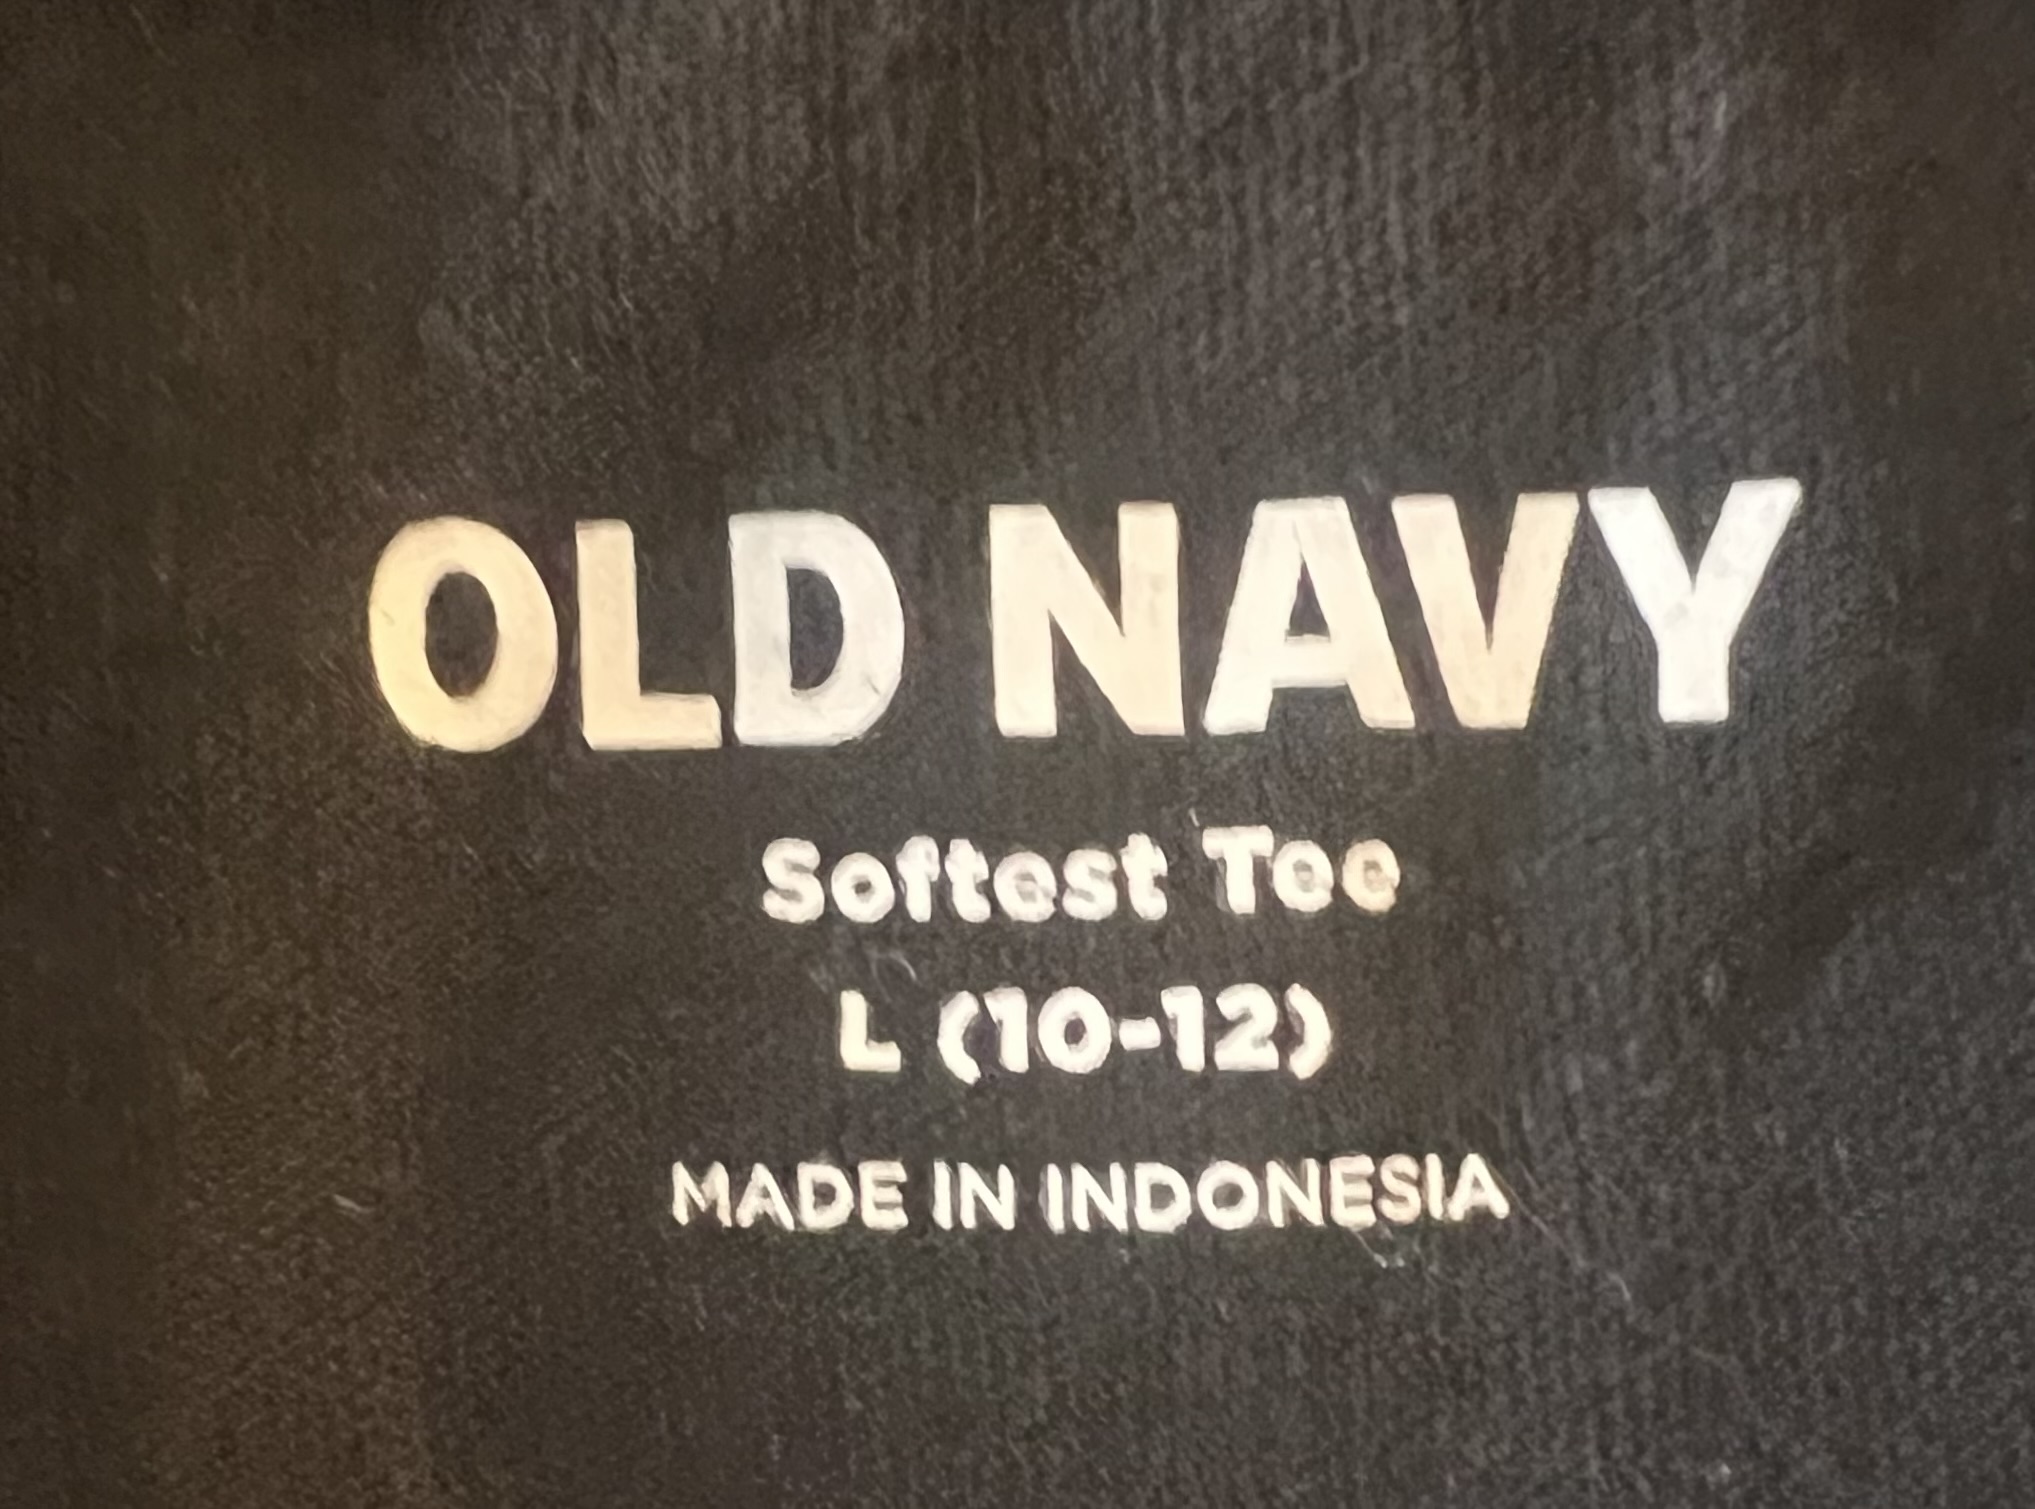 OLD NAVY
Softest Tee
L (10-12)
MADE IN INDONESIA